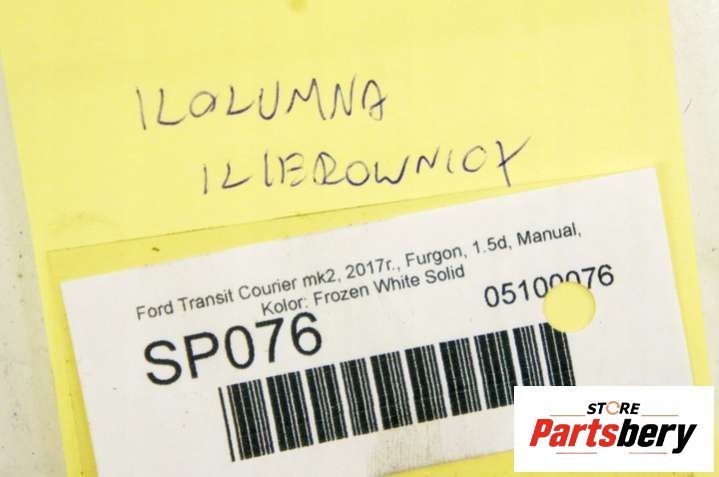 KOLUMNA
KIEROWNICY
Ford Transit Courier mk2, 2017r., Furgon, 1.5d, Manual,
Kolor: Frozen White Solid
SP076
05100076
STORE
Partsbery